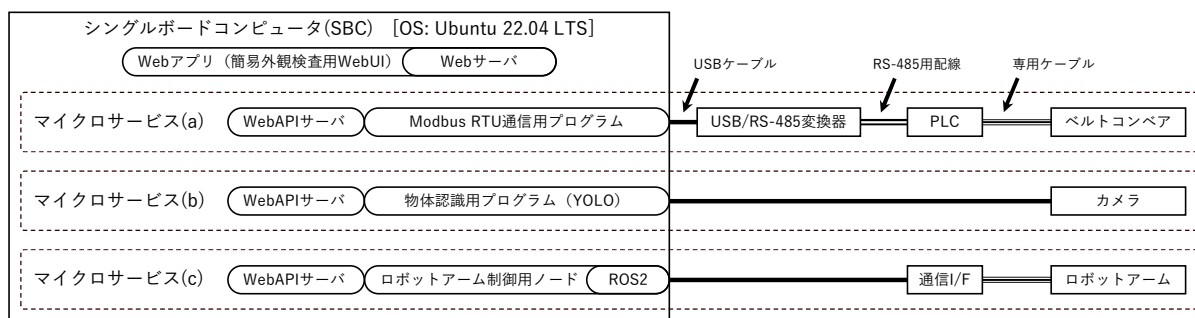 シングルボードコンピュータ(SBC) [OS: Ubuntu 22.04 LTS]
Webアプリ（簡易外観検査用WebUI） Webサーバ
USBケーブル RS-485用配線 専用ケーブル
マイクロサービス(a) WebAPIサーバ Modbus RTU通信用プログラム USB/RS-485変換器 PLC ベルトコンベア
マイクロサービス(b) WebAPIサーバ 物体認識用プログラム（YOLO） カメラ
マイクロサービス(c) WebAPIサーバ ロボットアーム制御用ノード ROS2 通信I/F ロボットアーム